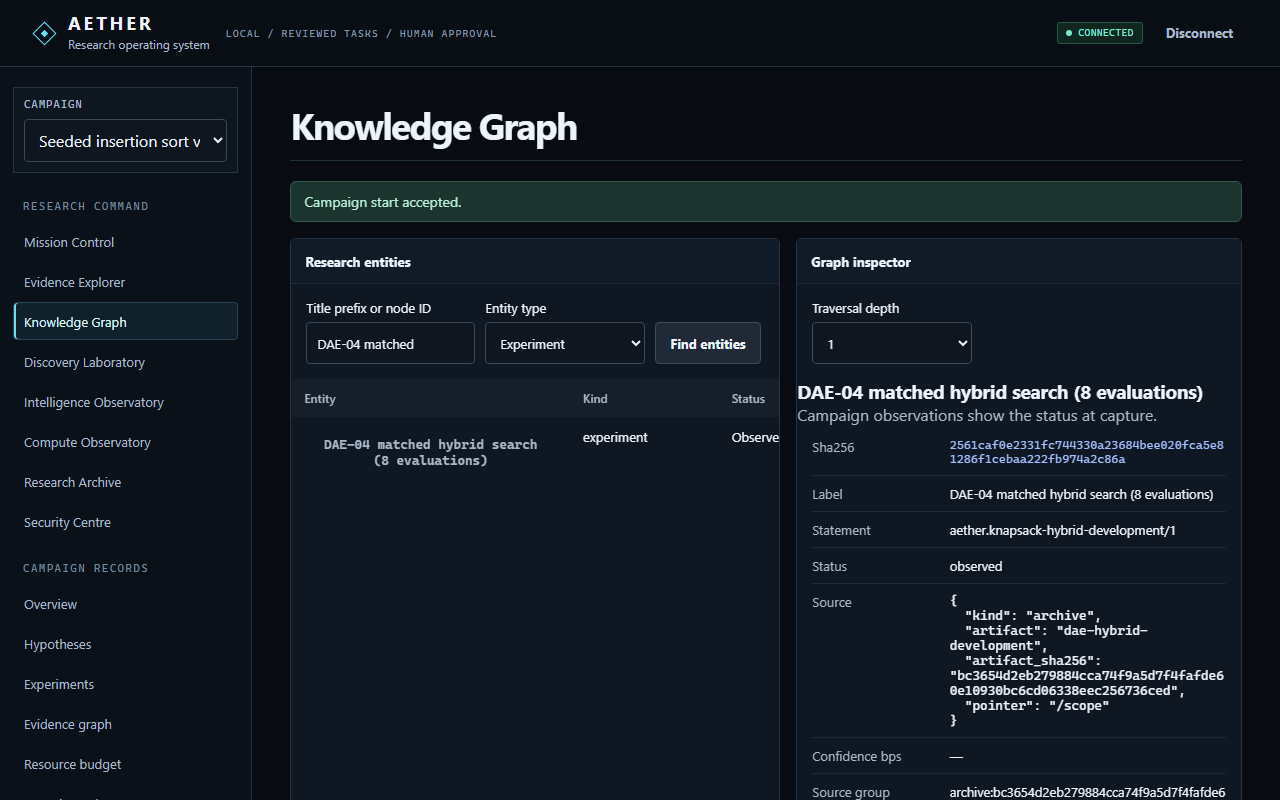 AETHER
Research operating system
LOCAL / REVIEWED TASKS / HUMAN APPROVAL
CONNECTED
Disconnect
CAMPAIGN
Seeded insertion sort v
RESEARCH COMMAND
Mission Control
Evidence Explorer
Knowledge Graph
Discovery Laboratory
Intelligence Observatory
Compute Observatory
Research Archive
Security Centre
CAMPAIGN RECORDS
Overview
Hypotheses
Experiments
Evidence graph
Resource budget
Knowledge Graph
Campaign start accepted.
Research entities
Title prefix or node ID
Entity type
DAE-04 matched
Experiment
Find entities
Entity
Kind
Status
DAE-04 matched hybrid search
(8 evaluations)
experiment
Observe
Graph inspector
Traversal depth
1
DAE-04 matched hybrid search (8 evaluations)
Campaign observations show the status at capture.
Sha256
2561caf0e2331fc744330a23684bee020fca5e8
1286f1cebaa222fb974a2c86a
Label
DAE-04 matched hybrid search (8 evaluations)
Statement
aether.knapsack-hybrid-development/1
Status
observed
Source
{
"kind": "archive",
"artifact": "dae-hybrid-
development",
"artifact_sha256":
"bc3654d2eb279884cca74f9a5d7f4fafde6
0e10930bc6cd06338eec256736ced",
"pointer": "/scope"
}
Confidence bps
—
Source group
archive:bc3654d2eb279884cca74f9a5d7f4fafde6